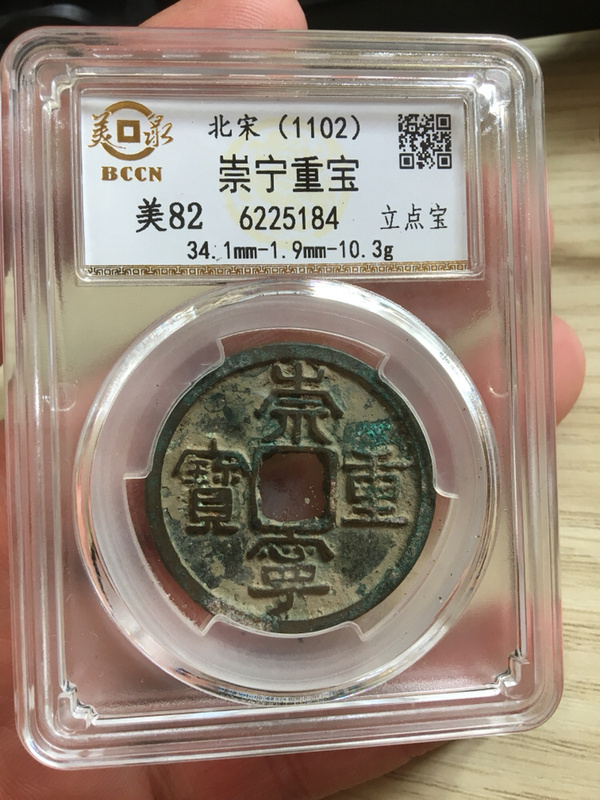 美泉
BCCN
北宋（1102）
崇宁重宝
美82 6225184 立点宝
34.1mm-1.9mm-10.3g
崇
寶 重
寧